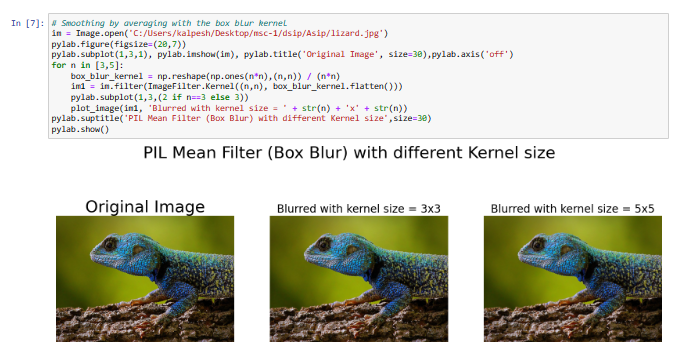 In [7]: # Smoothing by averaging with the box blur kernel
im = Image.open('C:/Users/kalpesh/Desktop/msc-1/dsip/Asip/lizard.jpg')
pylab.figure(figsize=(20,7))
pylab.subplot(1,3,1), pylab.imshow(im), pylab.title('Original Image', size=30),pylab.axis('off')
for n in [3,5]:
    box_blur_kernel = np.reshape(np.ones(n*n),(n,n)) / (n*n)
    im1 = im.filter(ImageFilter.Kernel((n,n), box_blur_kernel.flatten()))
    pylab.subplot(1,3,(2 if n==3 else 3))
    plot_image(im1, 'Blurred with kernel size = ' + str(n) + 'x' + str(n))
pylab.suptitle('PIL Mean Filter (Box Blur) with different Kernel size',size=30)
pylab.show()
PIL Mean Filter (Box Blur) with different Kernel size
Original Image
Blurred with kernel size = 3x3
Blurred with kernel size = 5x5